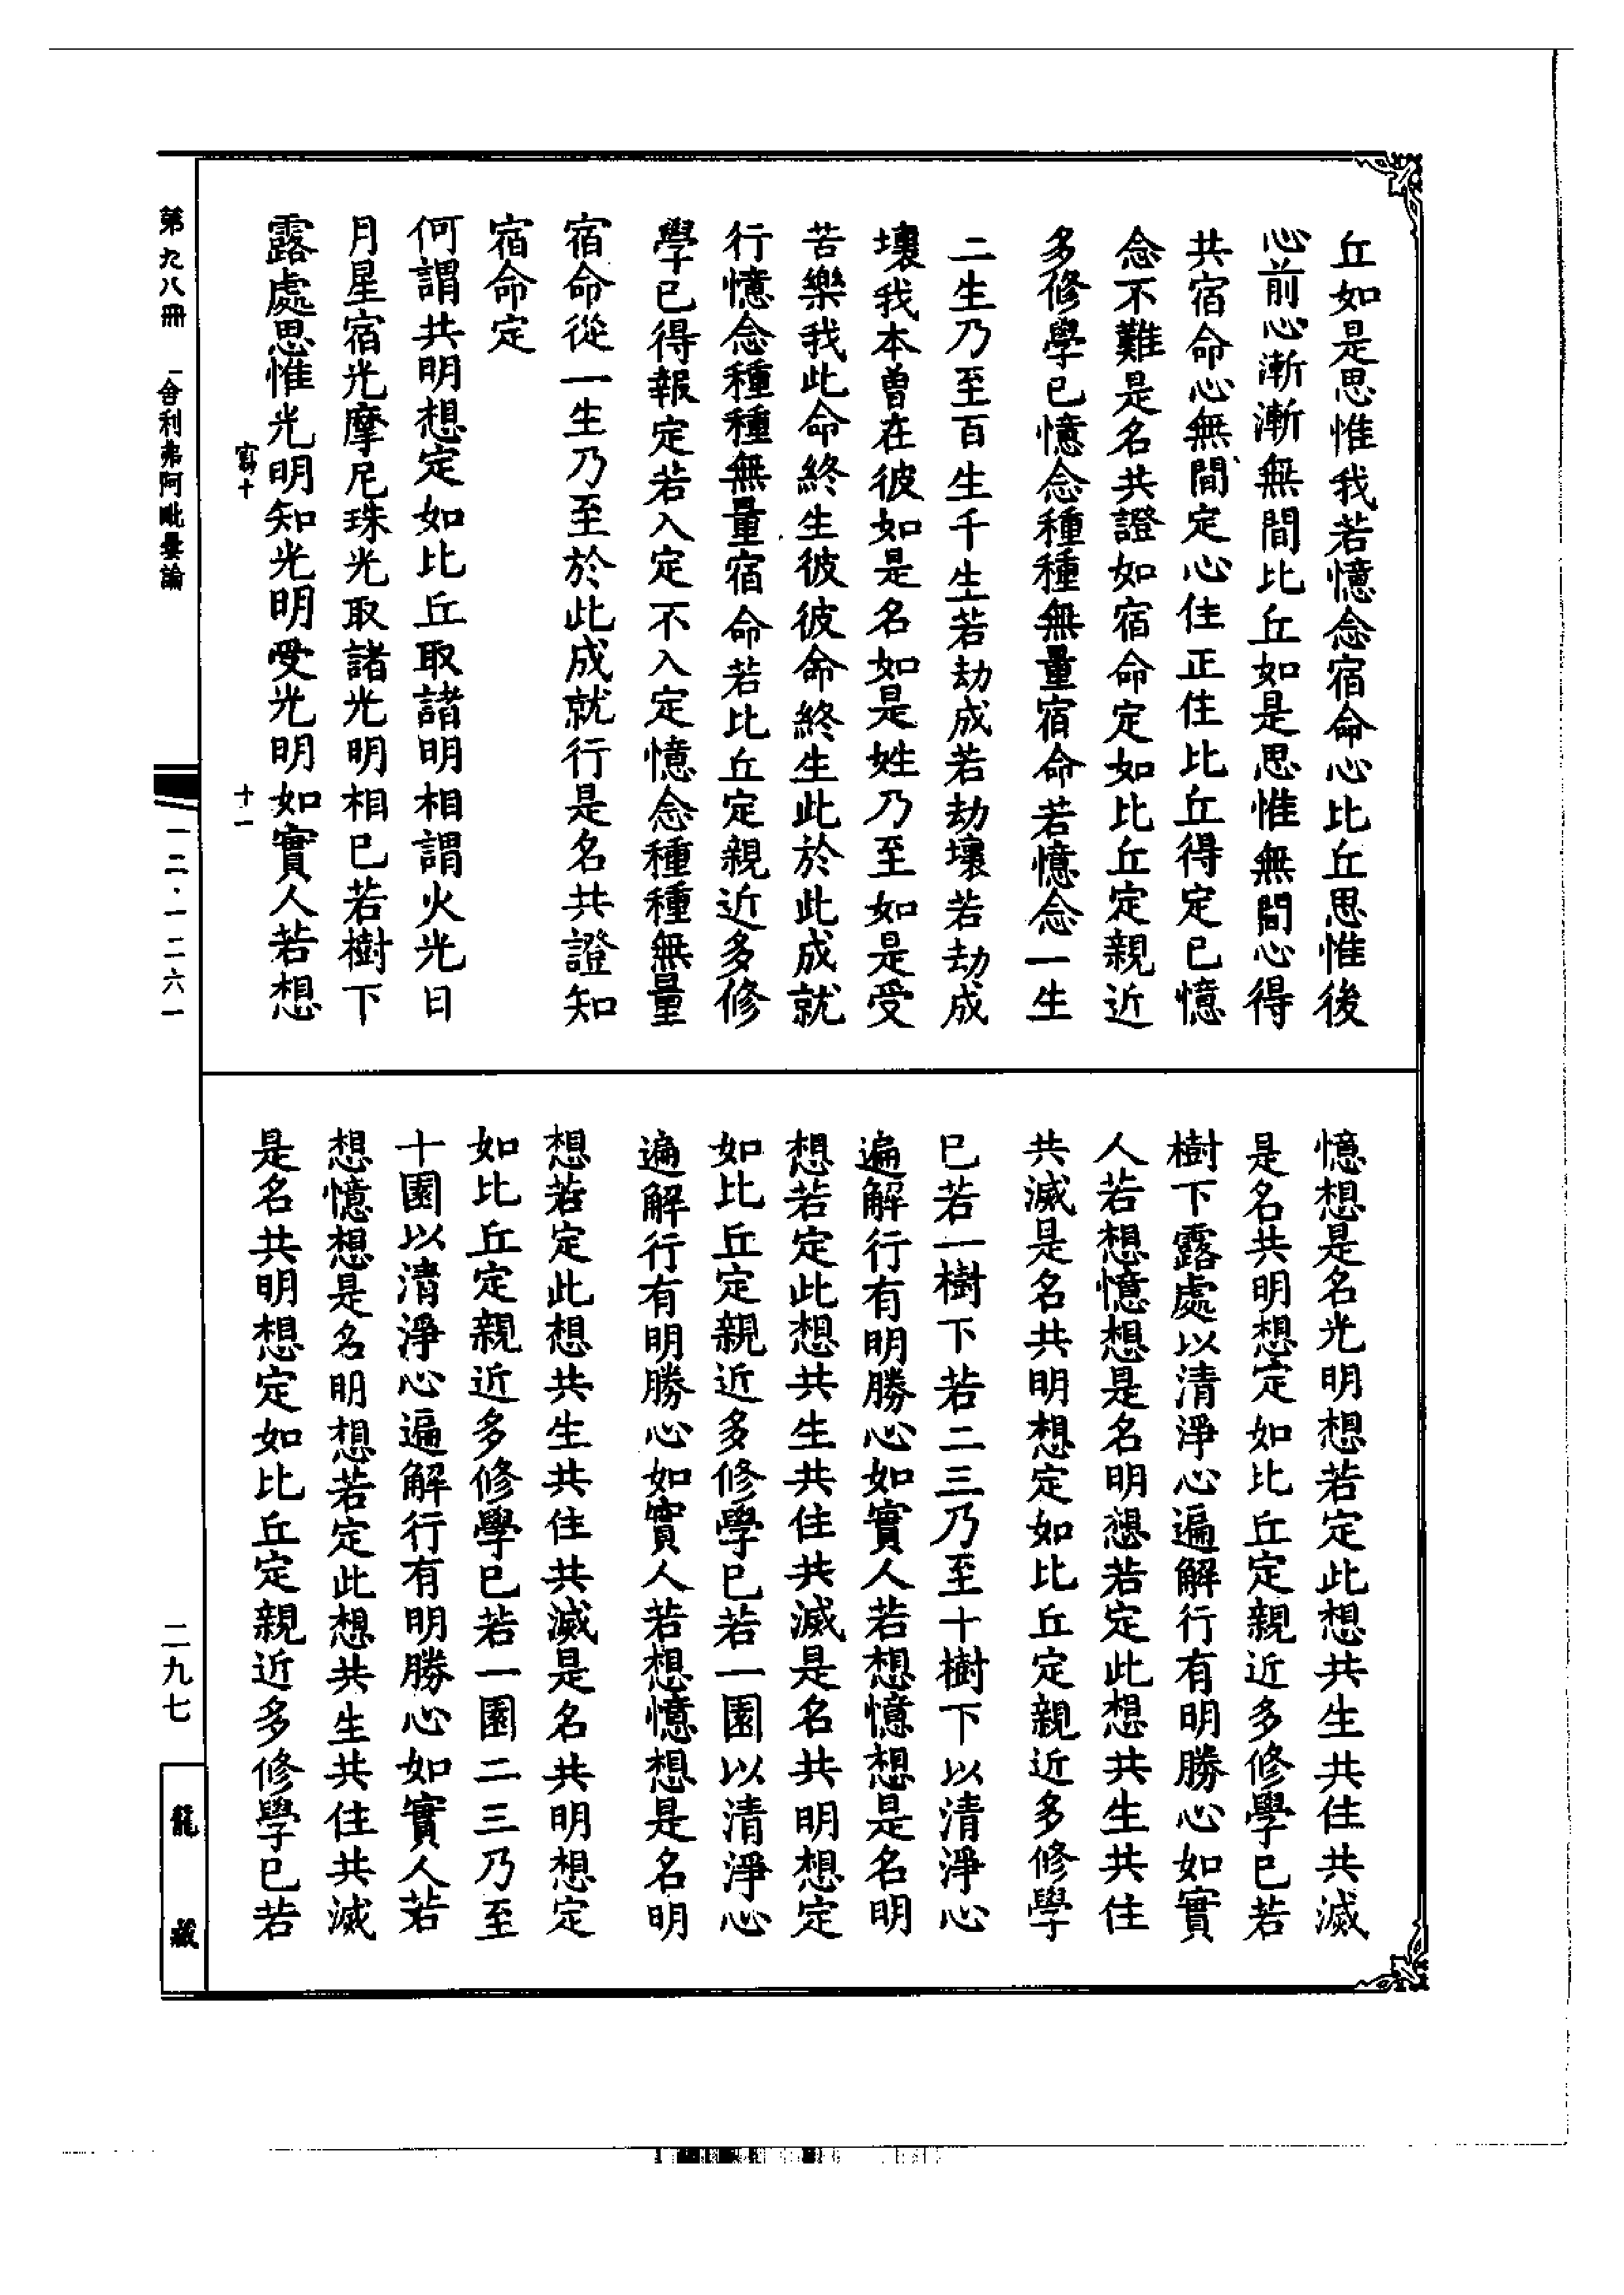 丘如是思惟我若憶念宿命心比丘思惟後
心前心漸漸無間比丘如是思惟無間心得
共宿命心無間定心住正住比丘得定已憶
念不難是名共證如宿命定如比丘定親近
多修學已憶念種種無量宿命若憶念一生
二生乃至百生千生若劫成若劫壞若劫成
壞我本曾在彼如是名如是姓乃至如是受
苦樂我此命終生彼彼命終生此於此成就
行憶念種種無量宿命若比丘定親近多修
學已得報定若入定不入定憶念種種無量
宿命從一生乃至於此成就行是名共證知
宿命定
何謂共明想定如比丘取諸明相謂火光日
月星宿光摩尼珠光取諸光明相已若樹下
露處思惟光明知光明受光明如實人若想
憶想是名光明想若定此想共生共住共滅
是名共明想定如比丘定親近多修學已若
樹下露處以清淨心遍解行有明勝心如實
人若想憶想是名明想若定此想共生共住
共滅是名共明想定如比丘定親近多修學
已若一樹下若二三乃至十樹下以清淨心
遍解行有明勝心如實人若想憶想是名明
想若定此想共生共住共滅是名共明想定
如比丘定親近多修學已若一園以清淨心
遍解行有明勝心如實人若想憶想是名明
想若定此想共生共住共滅是名共明想定
如比丘定親近多修學已若一園二三乃至
十園以清淨心遍解行有明勝心如實人若
想憶想是名明想若定此想共生共住共滅
是名共明想定如比丘定親近多修學已若
十
十一
第九八冊
舍利弗阿毗曇論
一二·一二六一
二九七
龍藏